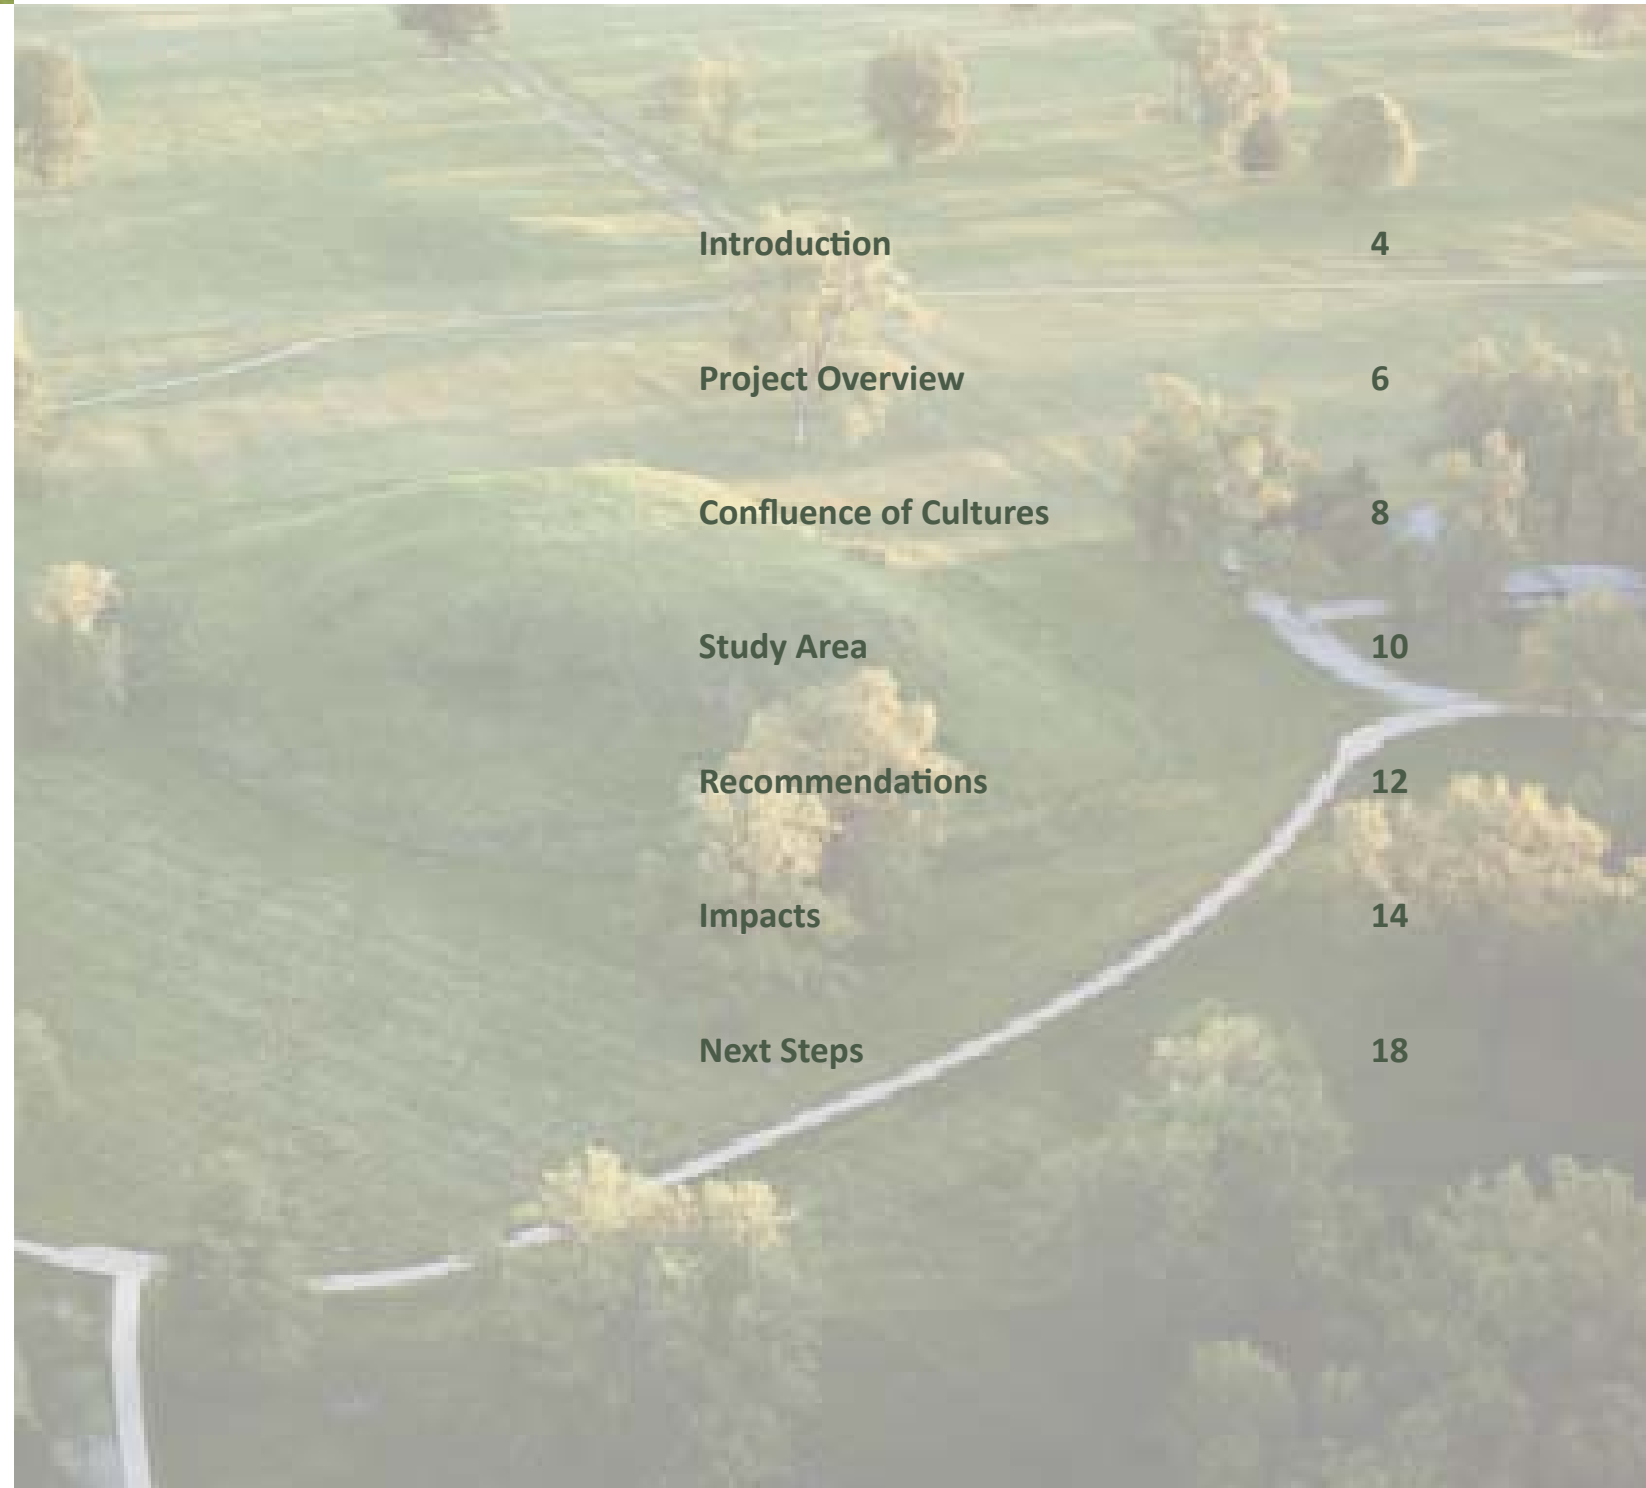 Introduction 4
Project Overview 6
Confluence of Cultures 8
Study Area 10
Recommendations 12
Impacts 14
Next Steps 18